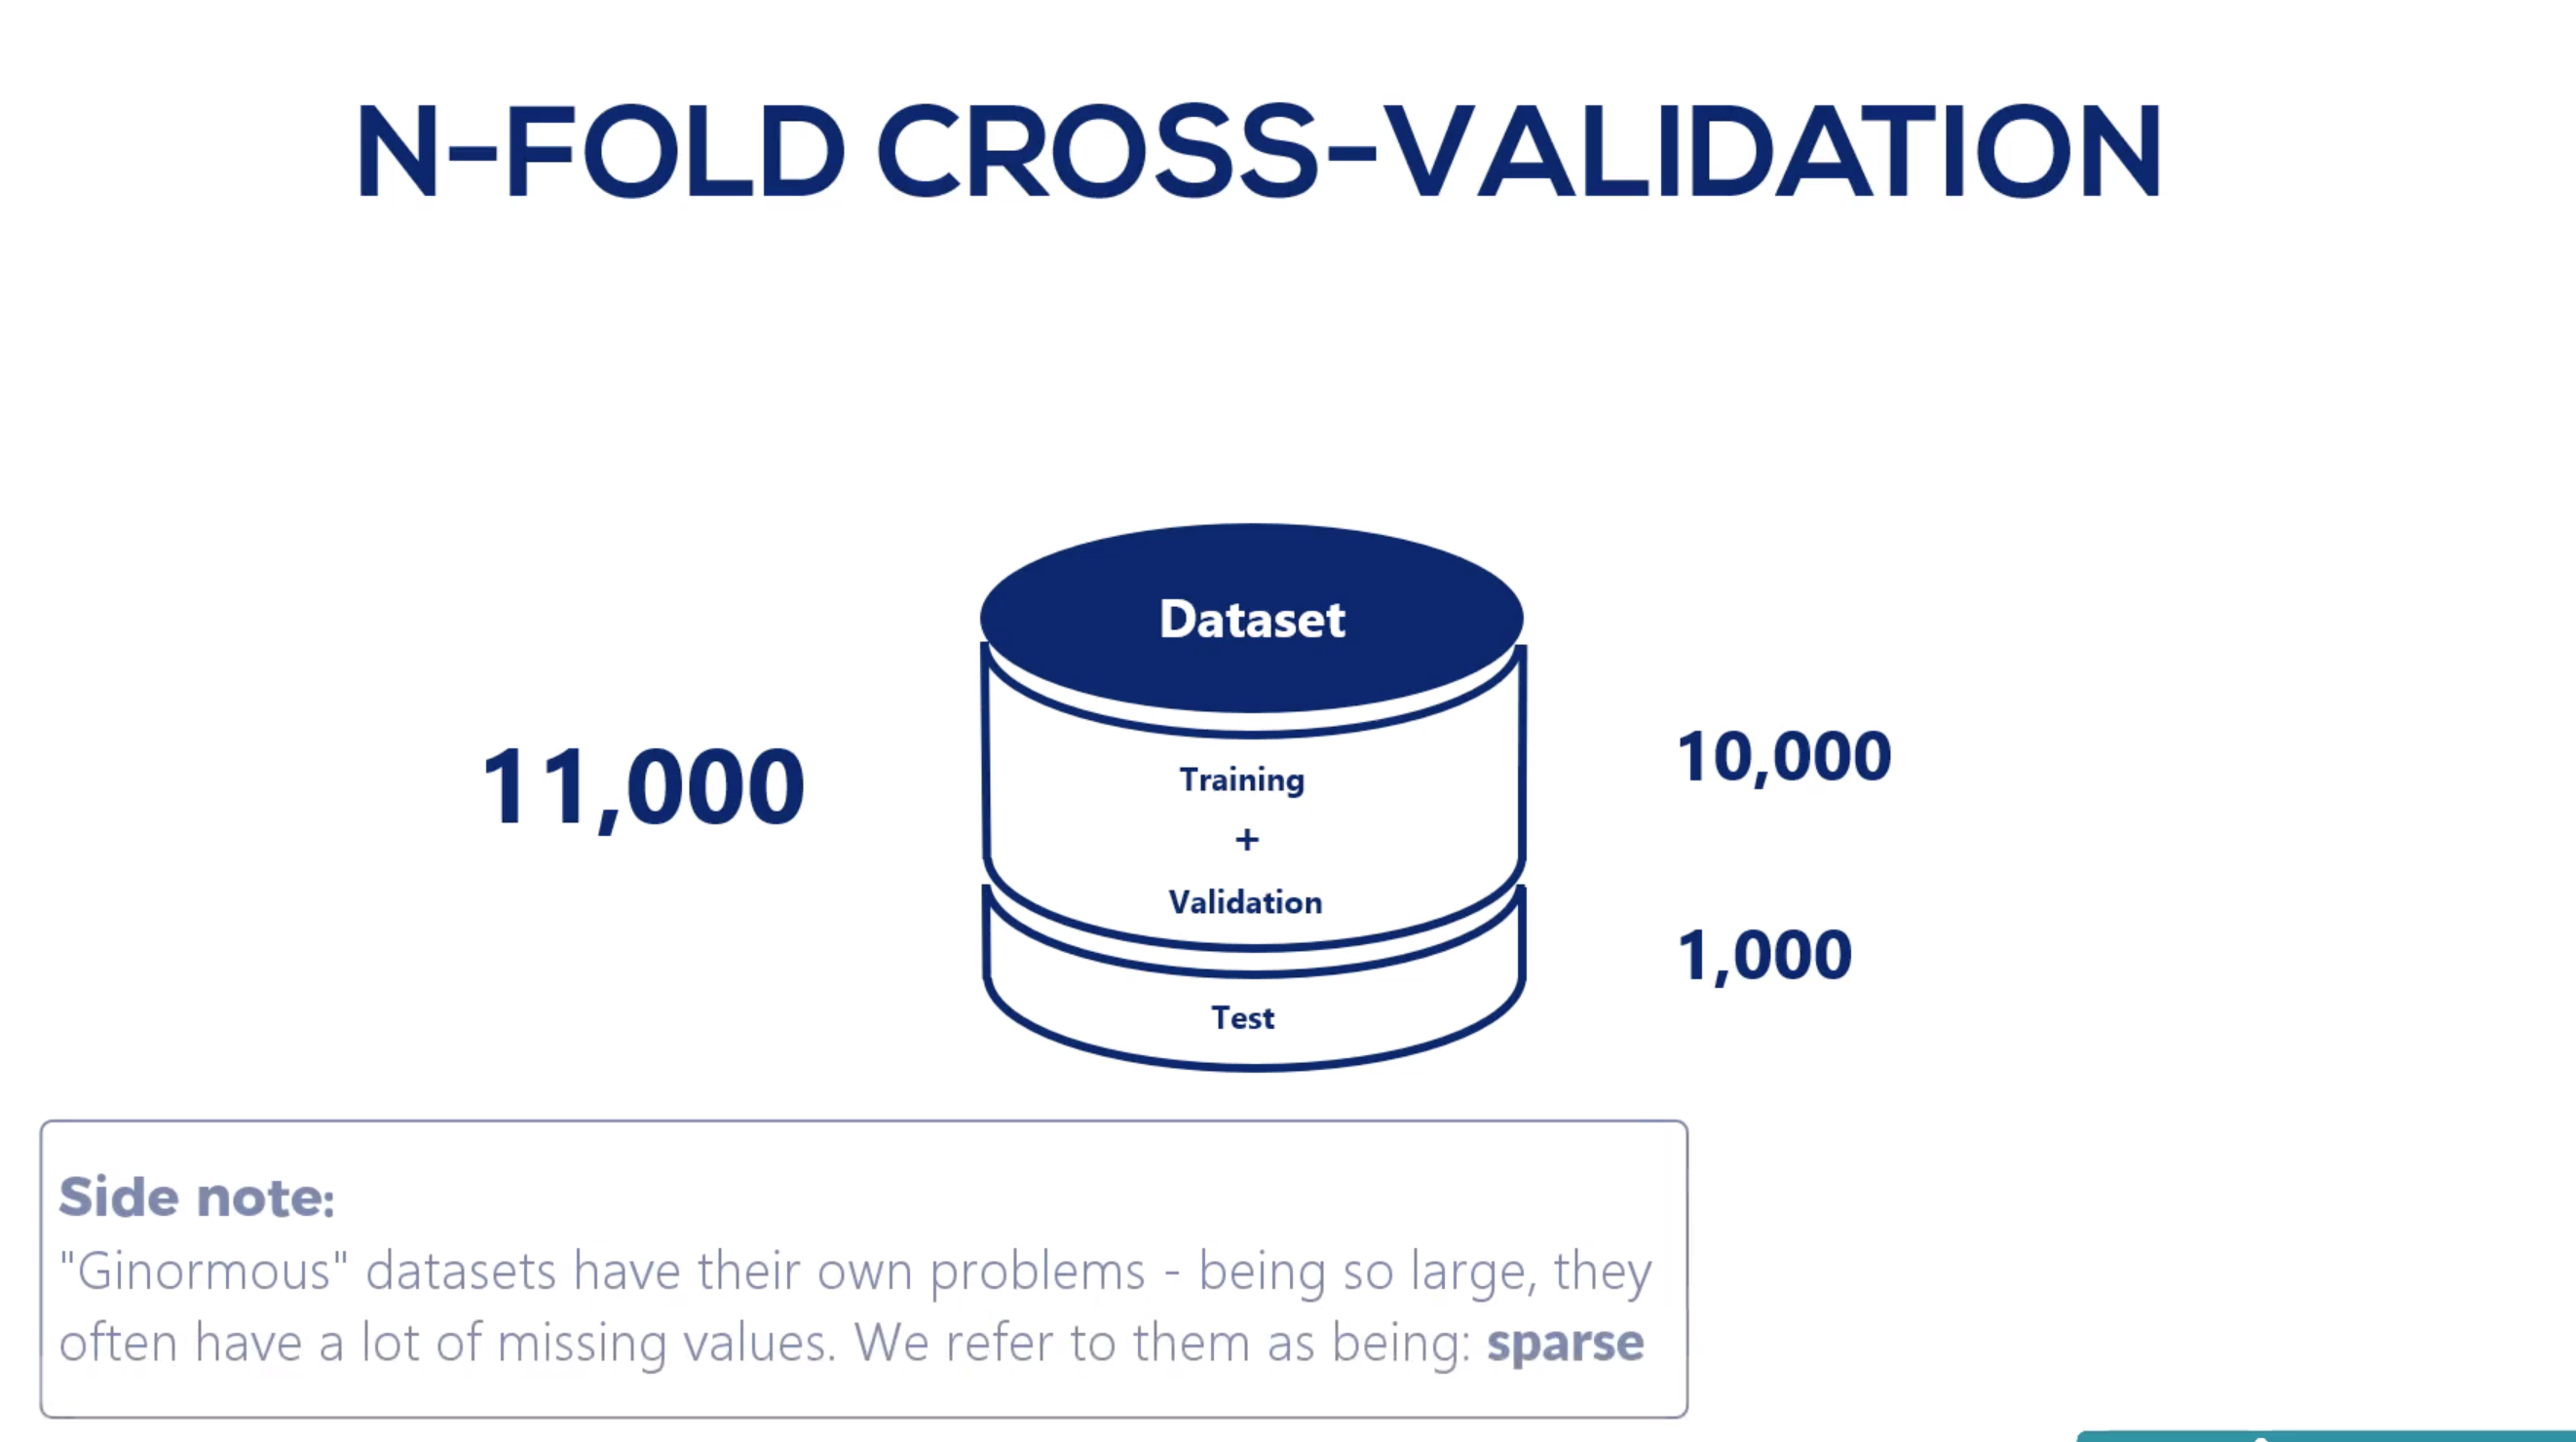 N-FOLD CROSS-VALIDATION
Dataset
11,000
Training
+
Validation
10,000
1,000
Test
Side note:
"Ginormous" datasets have their own problems - being so large, they
often have a lot of missing values. We refer to them as being: sparse